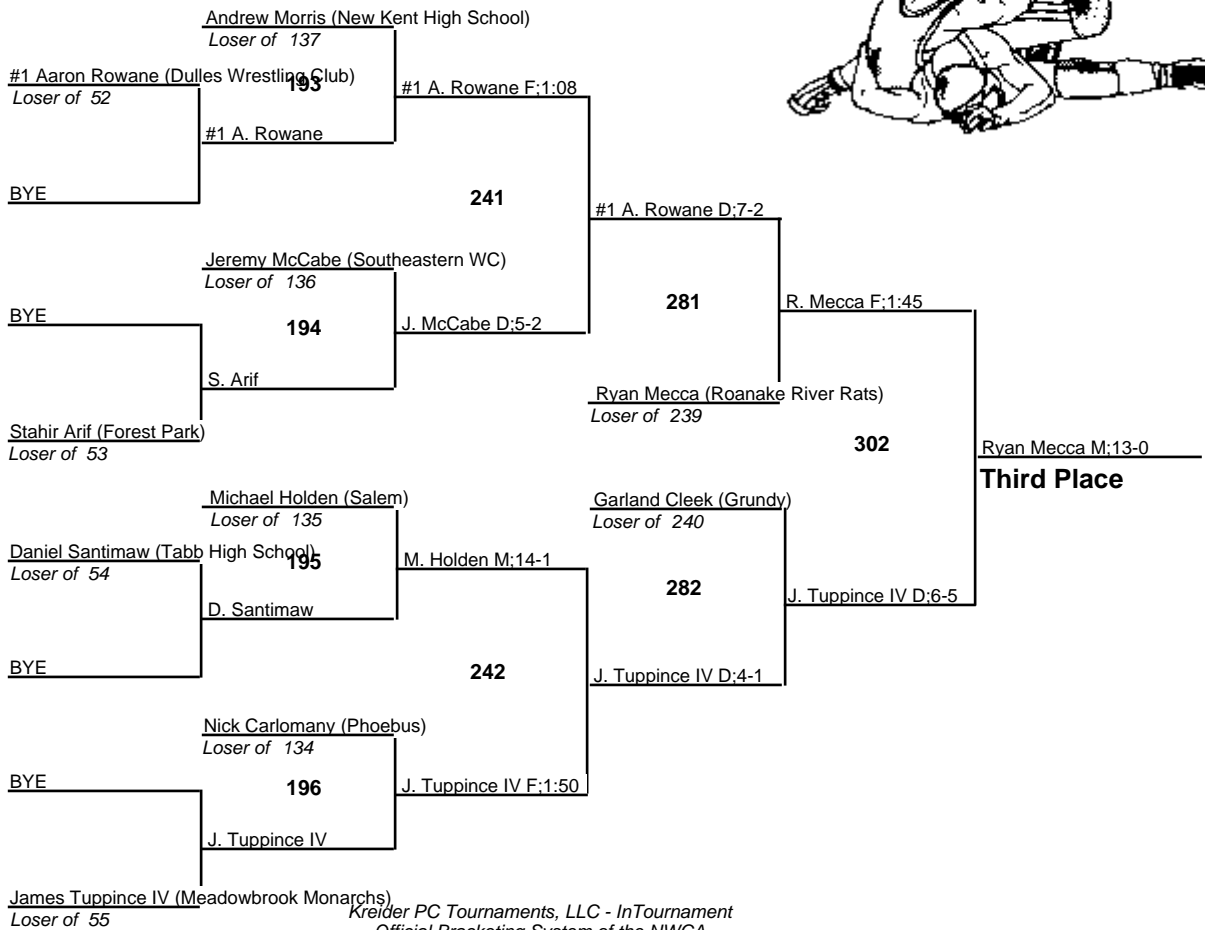 Andrew Morris (New Kent High School)
Loser of 137
#1 Aaron Rowane (Dulles Wrestling Club)
193
#1 A. Rowane F;1:08
Loser of 52
#1 A. Rowane
BYE
241
#1 A. Rowane D;7-2
Jeremy McCabe (Southeastern WC)
Loser of 136
281
R. Mecca F;1:45
BYE
194
J. McCabe D;5-2
S. Arif
Ryan Mecca (Roanake River Rats)
Loser of 239
Stahir Arif (Forest Park)
Loser of 53
302
Ryan Mecca M;13-0
Third Place
Michael Holden (Salem)
Loser of 135
Garland Cleek (Grundy)
Loser of 240
Daniel Santimaw (Tabb High School)
195
M. Holden M;14-1
Loser of 54
282
J. Tuppince IV D;6-5
D. Santimaw
BYE
242
J. Tuppince IV D;4-1
Nick Carlomany (Phoebus)
Loser of 134
BYE
196
J. Tuppince IV F;1:50
J. Tuppince IV
James Tuppince IV (Meadowbrook Monarchs)
Loser of 55
Kreider PC Tournaments, LLC - InTournament
Official Bracketing System of the NWCA